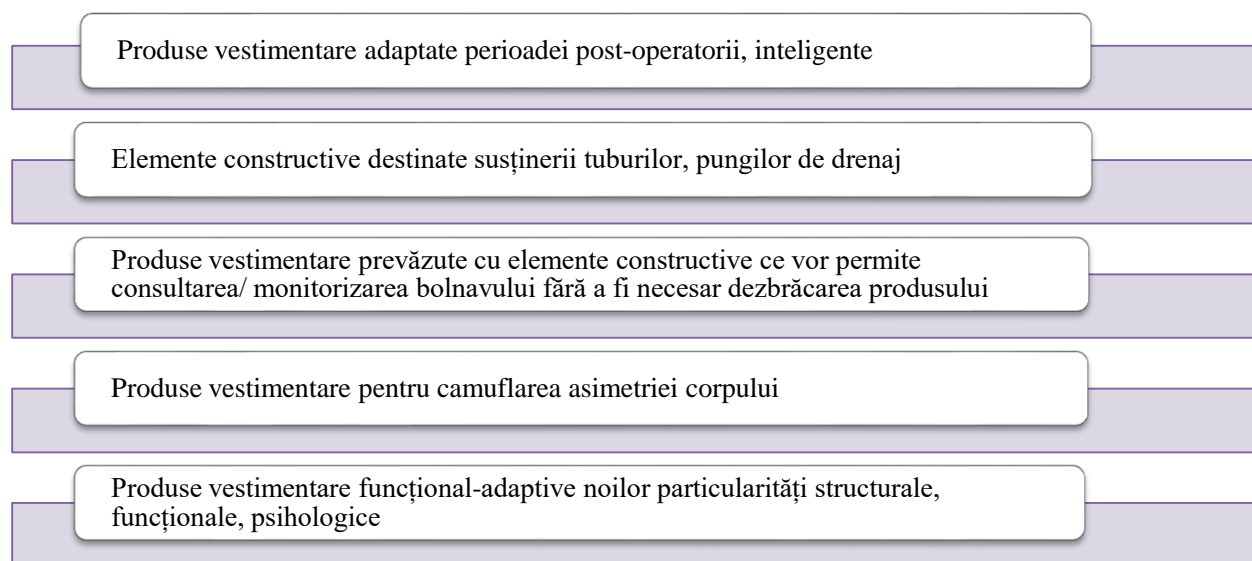 Produse vestimentare adaptate perioadei post-operatorii, inteligente
Elemente constructive destinate susținerii tuburilor, pungilor de drenaj
Produse vestimentare prevăzute cu elemente constructive ce vor permite
consultarea/ monitorizarea bolnavului fără a fi necesar dezbrăcarea produsului
Produse vestimentare pentru camuflarea asimetriei corpului
Produse vestimentare funcțional-adaptive noilor particularități structurale,
funcționale, psihologice